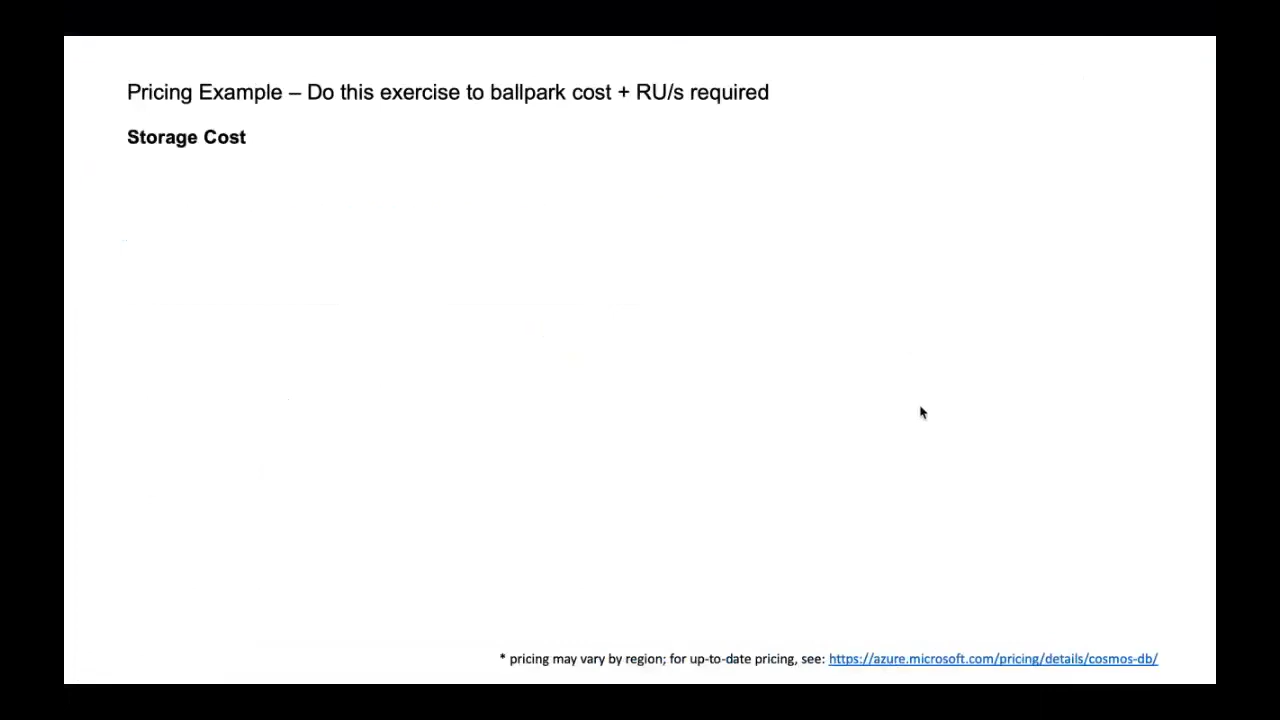 Pricing Example – Do this exercise to ballpark cost + RU/s required
Storage Cost
* pricing may vary by region; for up-to-date pricing, see: https://azure.microsoft.com/pricing/details/cosmos-db/